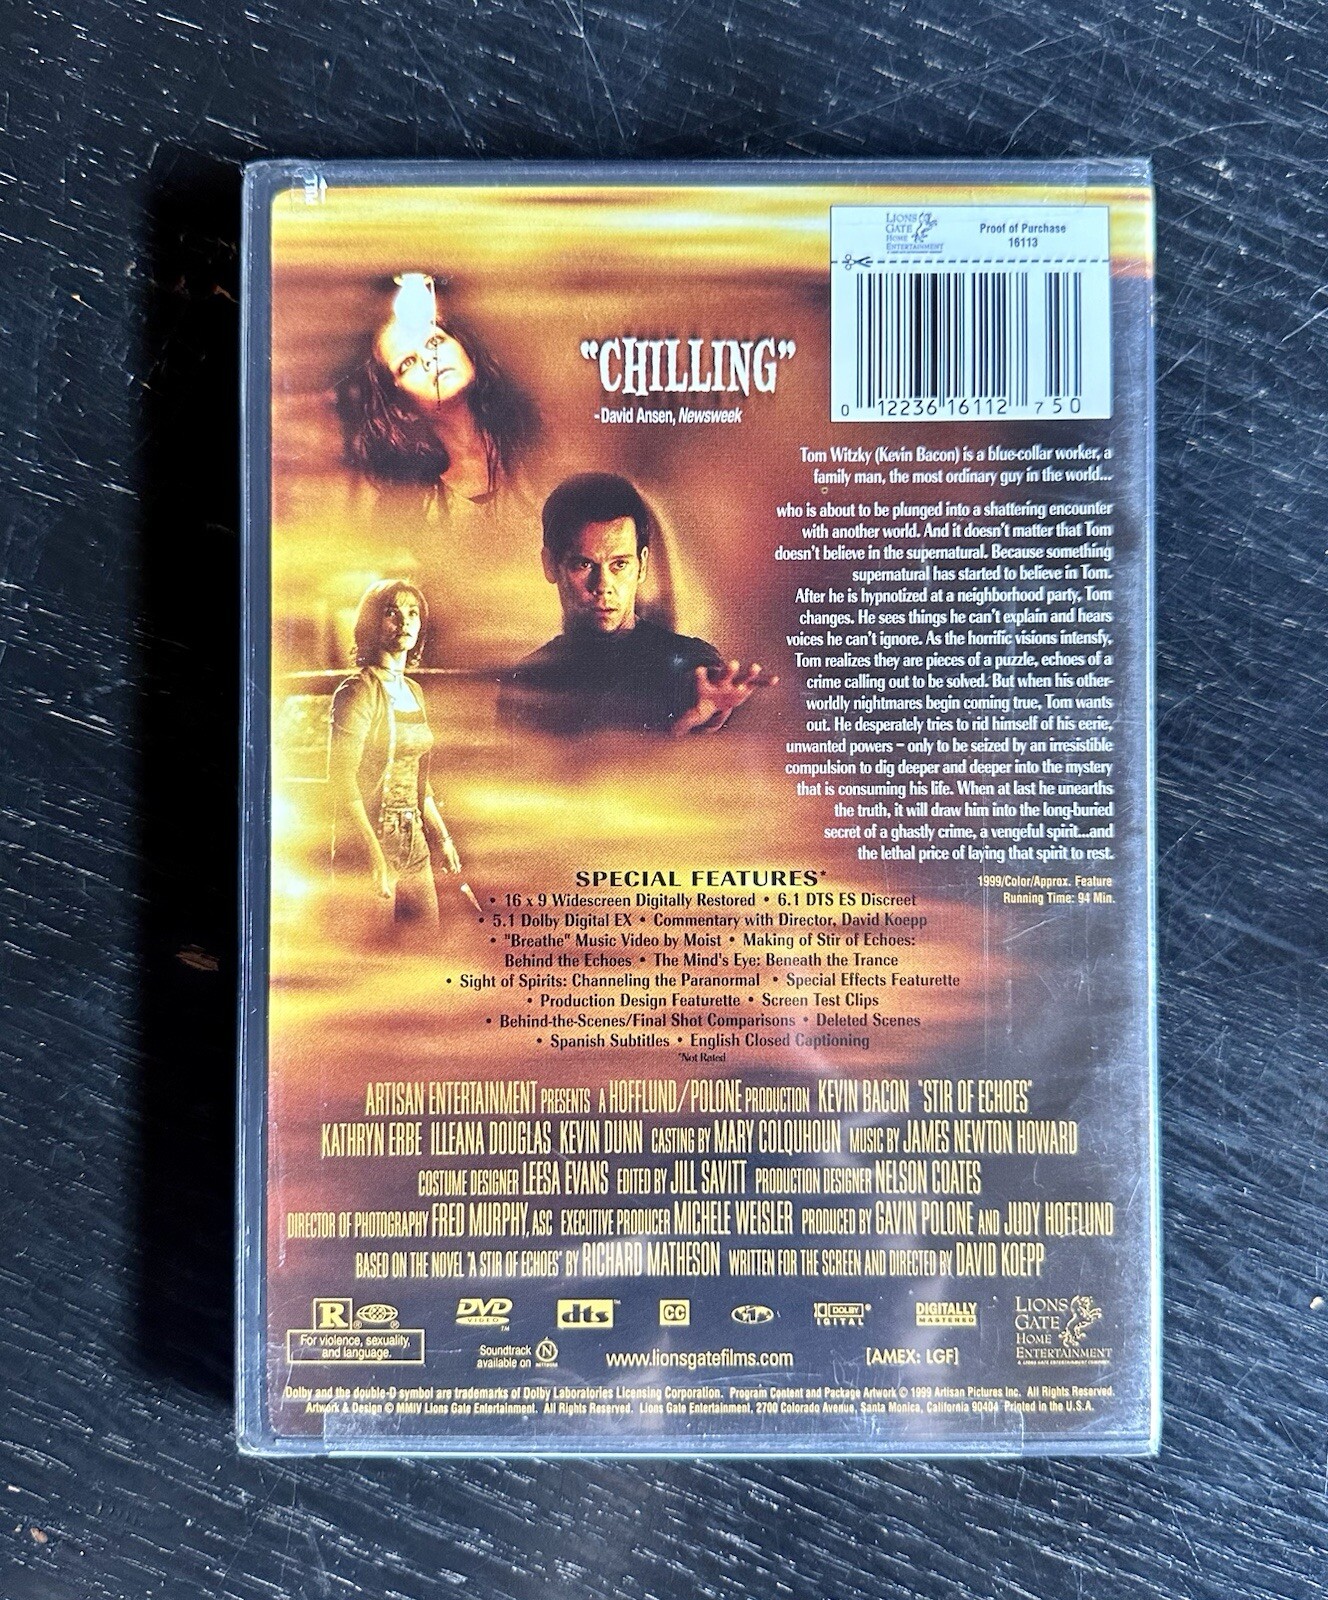 PULL
LIONS
GATE
HOME
ENTERTAINMENT
Proof of Purchase
16113
0 12236 16112 7 50
"CHILLING"
-David Ansen, Newsweek
Tom Witzky (Kevin Bacon) is a blue-collar worker, a
family man, the most ordinary guy in the world...
who is about to be plunged into a shattering encounter
with another world. And it doesn't matter that Tom
doesn't believe in the supernatural. Because something
supernatural has started to believe in Tom.
After he is hypnotized at a neighborhood party, Tom
changes. He sees things he can't explain and hears
voices he can't ignore. As the horrific visions intensfy,
Tom realizes they are pieces of a puzzle, echoes of a
crime calling out to be solved. But when his other-
worldly nightmares begin coming true, Tom wants
out. He desperately tries to rid himself of his eerie,
unwanted powers – only to be seized by an irresistible
compulsion to dig deeper and deeper into the mystery
that is consuming his life. When at last he unearths
the truth, it will draw him into the long-buried
secret of a ghastly crime, a vengeful spirit...and
the lethal price of laying that spirit to rest.
1999/Color/Approx. Feature
Running Time: 94 Min.
SPECIAL FEATURES*
• 16 x 9 Widescreen Digitally Restored • 6.1 DTS ES Discreet
• 5.1 Dolby Digital EX • Commentary with Director, David Koepp
• "Breathe" Music Video by Moist • Making of Stir of Echoes:
Behind the Echoes • The Mind's Eye: Beneath the Trance
• Sight of Spirits: Channeling the Paranormal • Special Effects Featurette
• Production Design Featurette • Screen Test Clips
• Behind-the-Scenes/Final Shot Comparisons • Deleted Scenes
• Spanish Subtitles • English Closed Captioning
*Not Rated
ARTISAN ENTERTAINMENT PRESENTS A HOFFLUND/POLONE PRODUCTION KEVIN BACON "STIR OF ECHOES"
KATHRYN ERBE ILLEANA DOUGLAS KEVIN DUNN CASTING BY MARY COLQUHOUN MUSIC BY JAMES NEWTON HOWARD
COSTUME DESIGNER LEESA EVANS EDITED BY JILL SAVITT PRODUCTION DESIGNER NELSON COATES
DIRECTOR OF PHOTOGRAPHY FRED MURPHY, ASC EXECUTIVE PRODUCER MICHELE WEISLER PRODUCED BY GAVIN POLONE AND JUDY HOFFLUND
BASED ON THE NOVEL "A STIR OF ECHOES" BY RICHARD MATHESON WRITTEN FOR THE SCREEN AND DIRECTED BY DAVID KOEPP
R
For violence, sexuality,
and language.
DVD
VIDEO
TM
dts
CC
1
DOLBY
DIGITAL
DIGITALLY
MASTERED
LIONS
GATE
HOME
ENTERTAINMENT
A LIONS GATE ENTERTAINMENT COMPANY
Soundtrack
available on
N
www.lionsgatefilms.com
[AMEX: LGF]
Dolby and the double-D symbol are trademarks of Dolby Laboratories Licensing Corporation. Program Content and Package Artwork © 1999 Artisan Pictures Inc. All Rights Reserved.
Artwork & Design © MMIV Lions Gate Entertainment. All Rights Reserved. Lions Gate Entertainment, 2700 Colorado Avenue, Santa Monica, California 90404 Printed in the U.S.A.